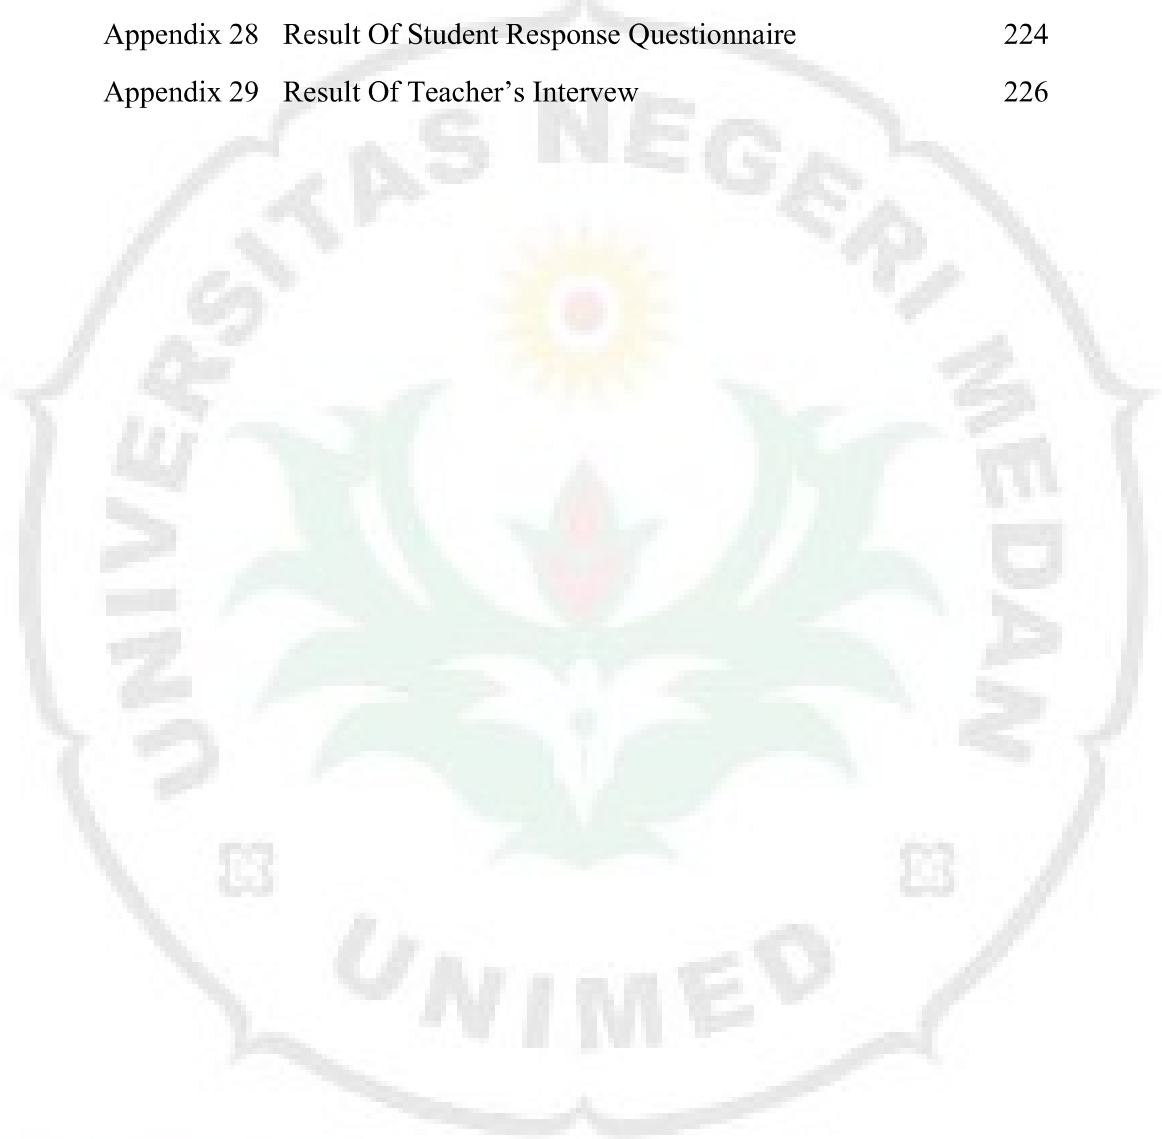 Appendix 28 Result Of Student Response Questionnaire 224
Appendix 29 Result Of Teacher’s Intervew 226
UNIVERSITAS NEGERI MEDAN
UNIMED